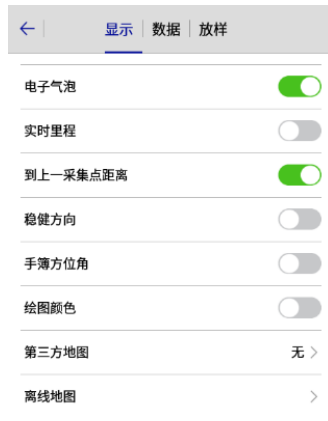 显示 数据 放样
电子气泡
实时里程
到上一采集点距离
稳健方向
手簿方位角
绘图颜色
第三方地图 无
离线地图